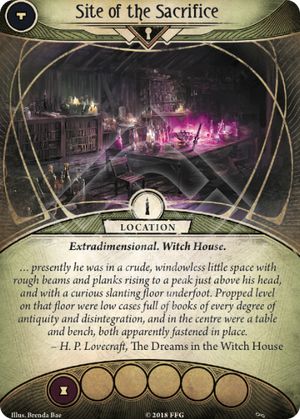 Site of the Sacrifice
LOCATION
Extradimensional. Witch House.
… presently he was in a crude, windowless little space with
rough beams and planks rising to a peak just above his head,
and with a curious slanting floor underfoot. Propped level
on that floor were low cases full of books of every degree of
antiquity and disintegration, and in the centre were a table
and bench, both apparently fastened in place.
– H. P. Lovecraft, The Dreams in the Witch House
Illus. Brenda Bae
© 2018 FFG